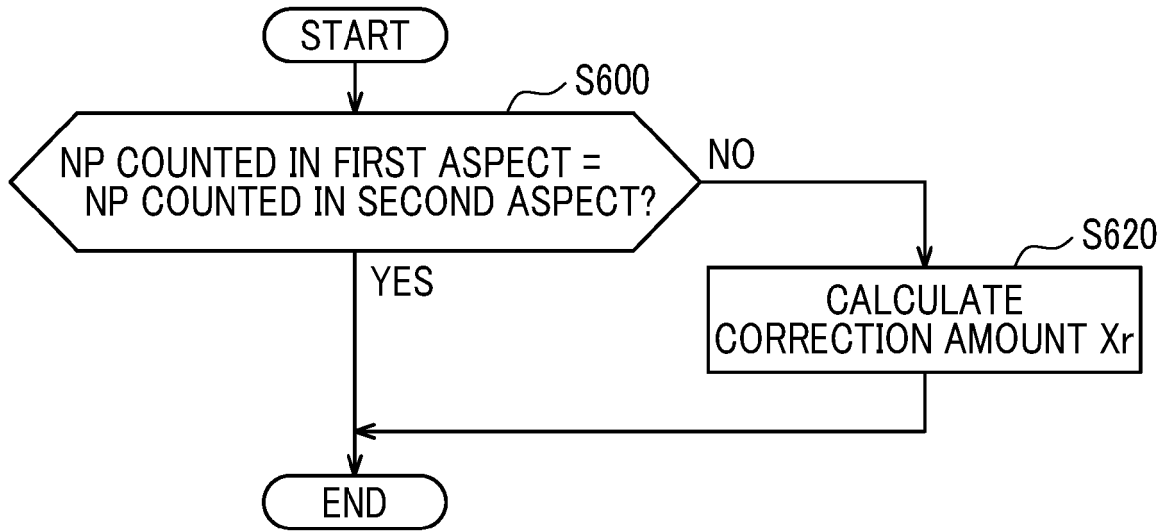 START
S600
NP COUNTED IN FIRST ASPECT =
NP COUNTED IN SECOND ASPECT?
NO
YES
S620
CALCULATE
CORRECTION AMOUNT Xr
END